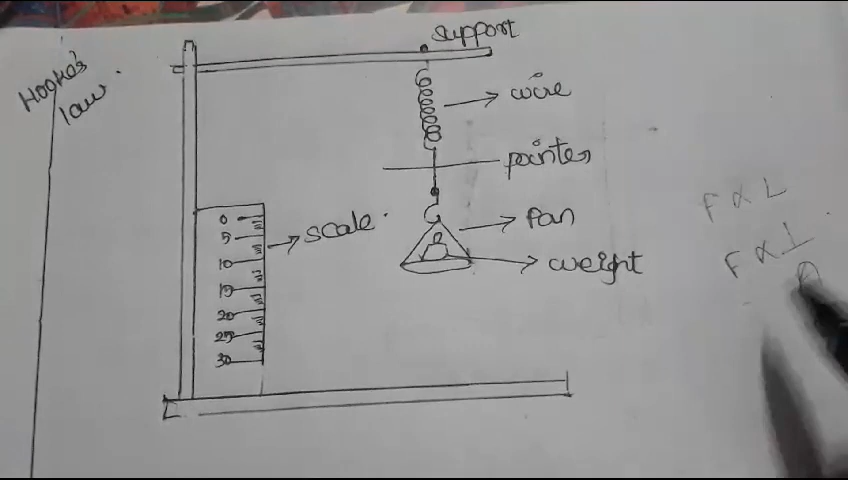 Hooke's
law
support
wire
pointer
0
5
10
15
20
25
30
scale
pan
weight
F ∝ L
F ∝ 1
A